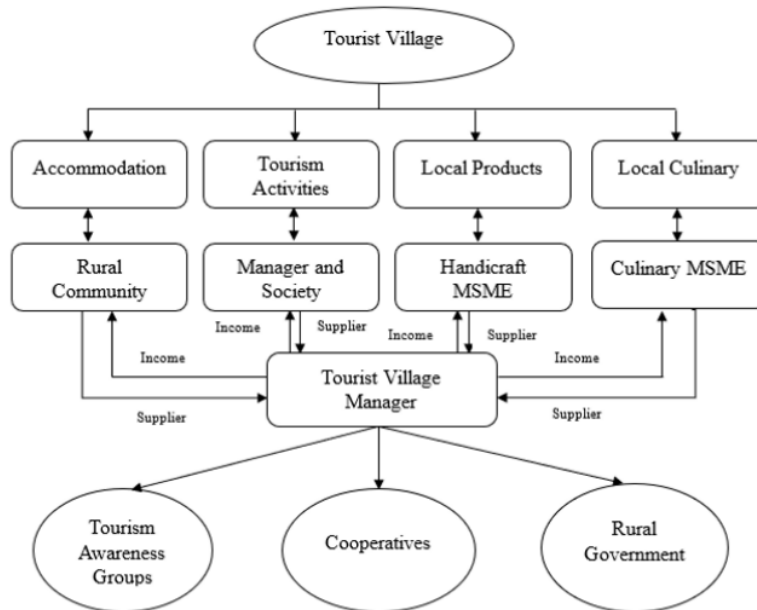 Tourist Village
Accommodation
Tourism
Activities
Local Products
Local Culinary
Rural
Community
Manager and
Society
Handicraft
MSME
Culinary MSME
Income
Supplier
Income
Supplier
Income
Income
Tourist Village
Manager
Supplier
Supplier
Tourism
Awareness
Groups
Cooperatives
Rural
Government